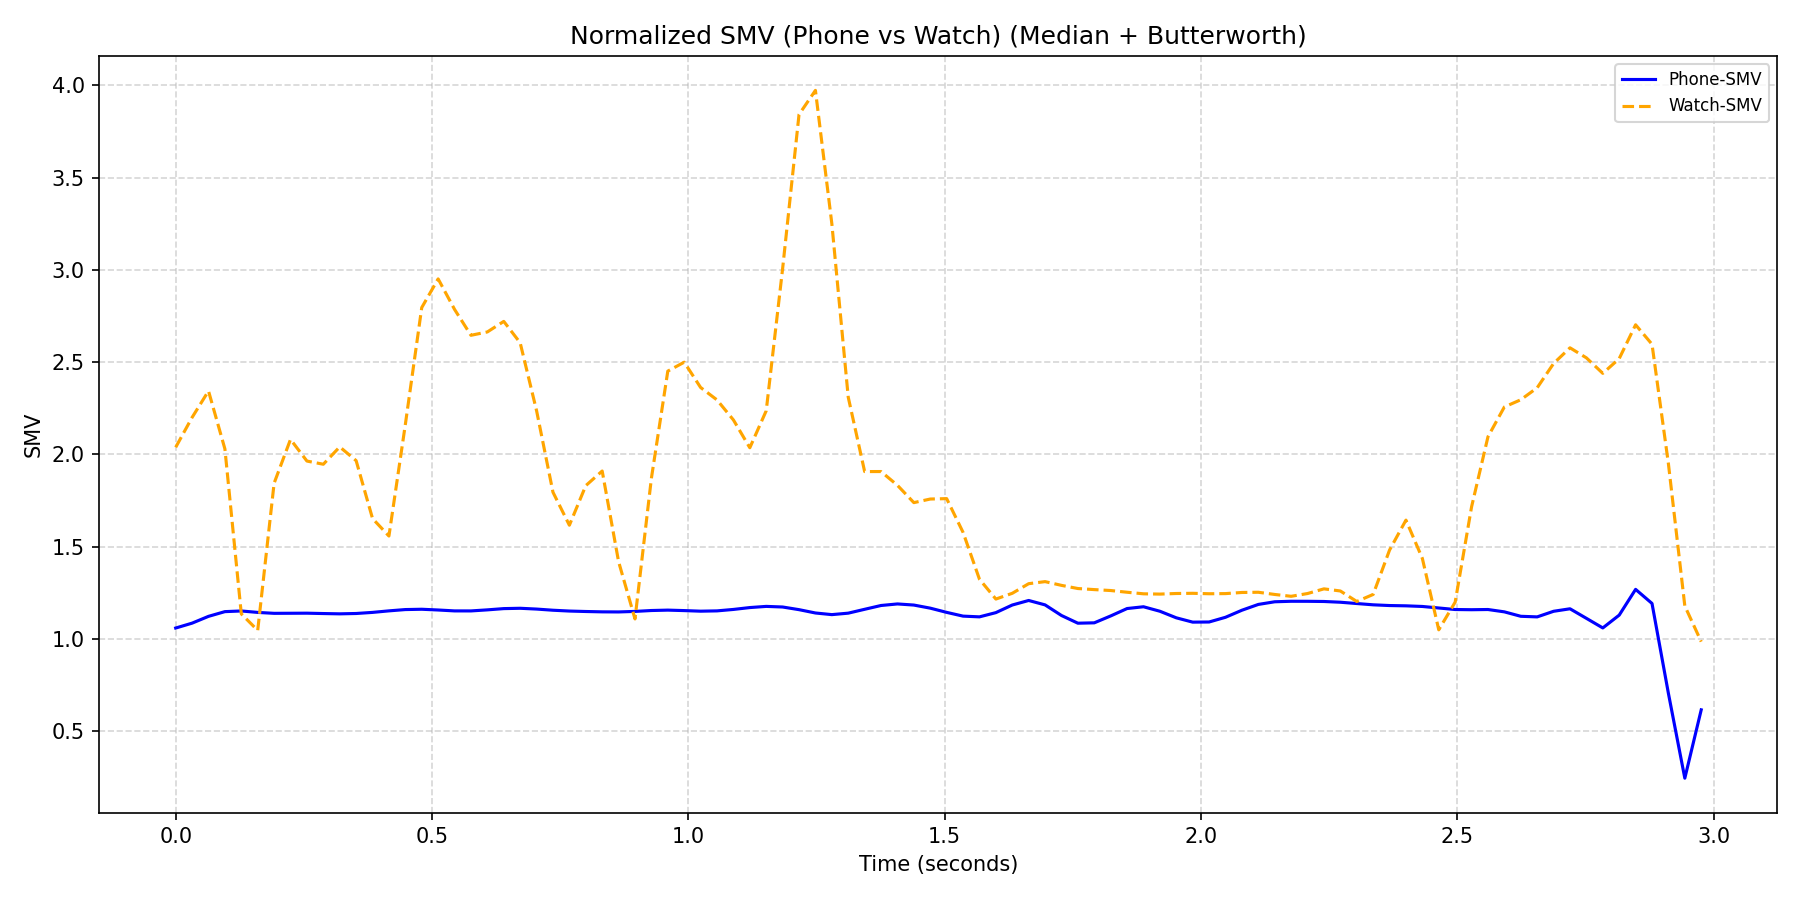 Normalized SMV (Phone vs Watch) (Median + Butterworth)
Phone-SMV
Watch-SMV
4.0
3.5
3.0
2.5
2.0
1.5
1.0
0.5
SMV
0.0 0.5 1.0 1.5 2.0 2.5 3.0
Time (seconds)